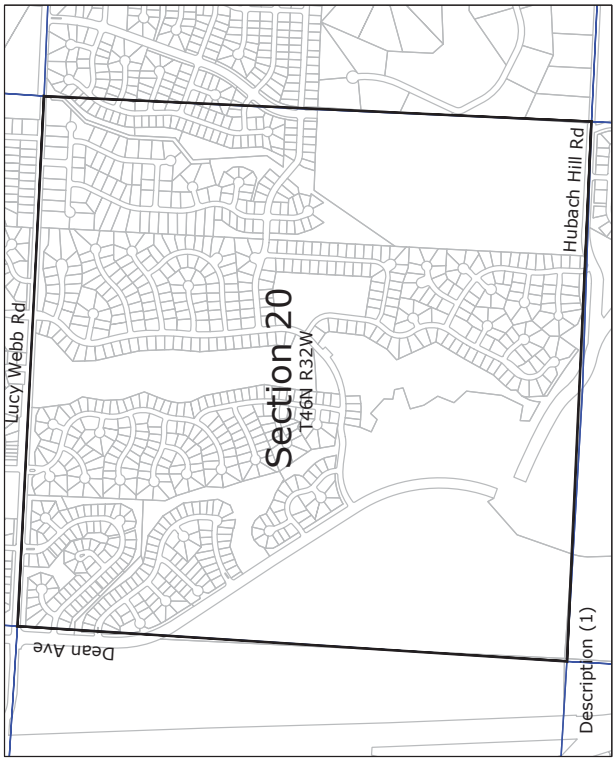 Hubach Hill Rd
Lucy Webb Rd
Section 20
T46N R32W
Dean Ave
Description (1)